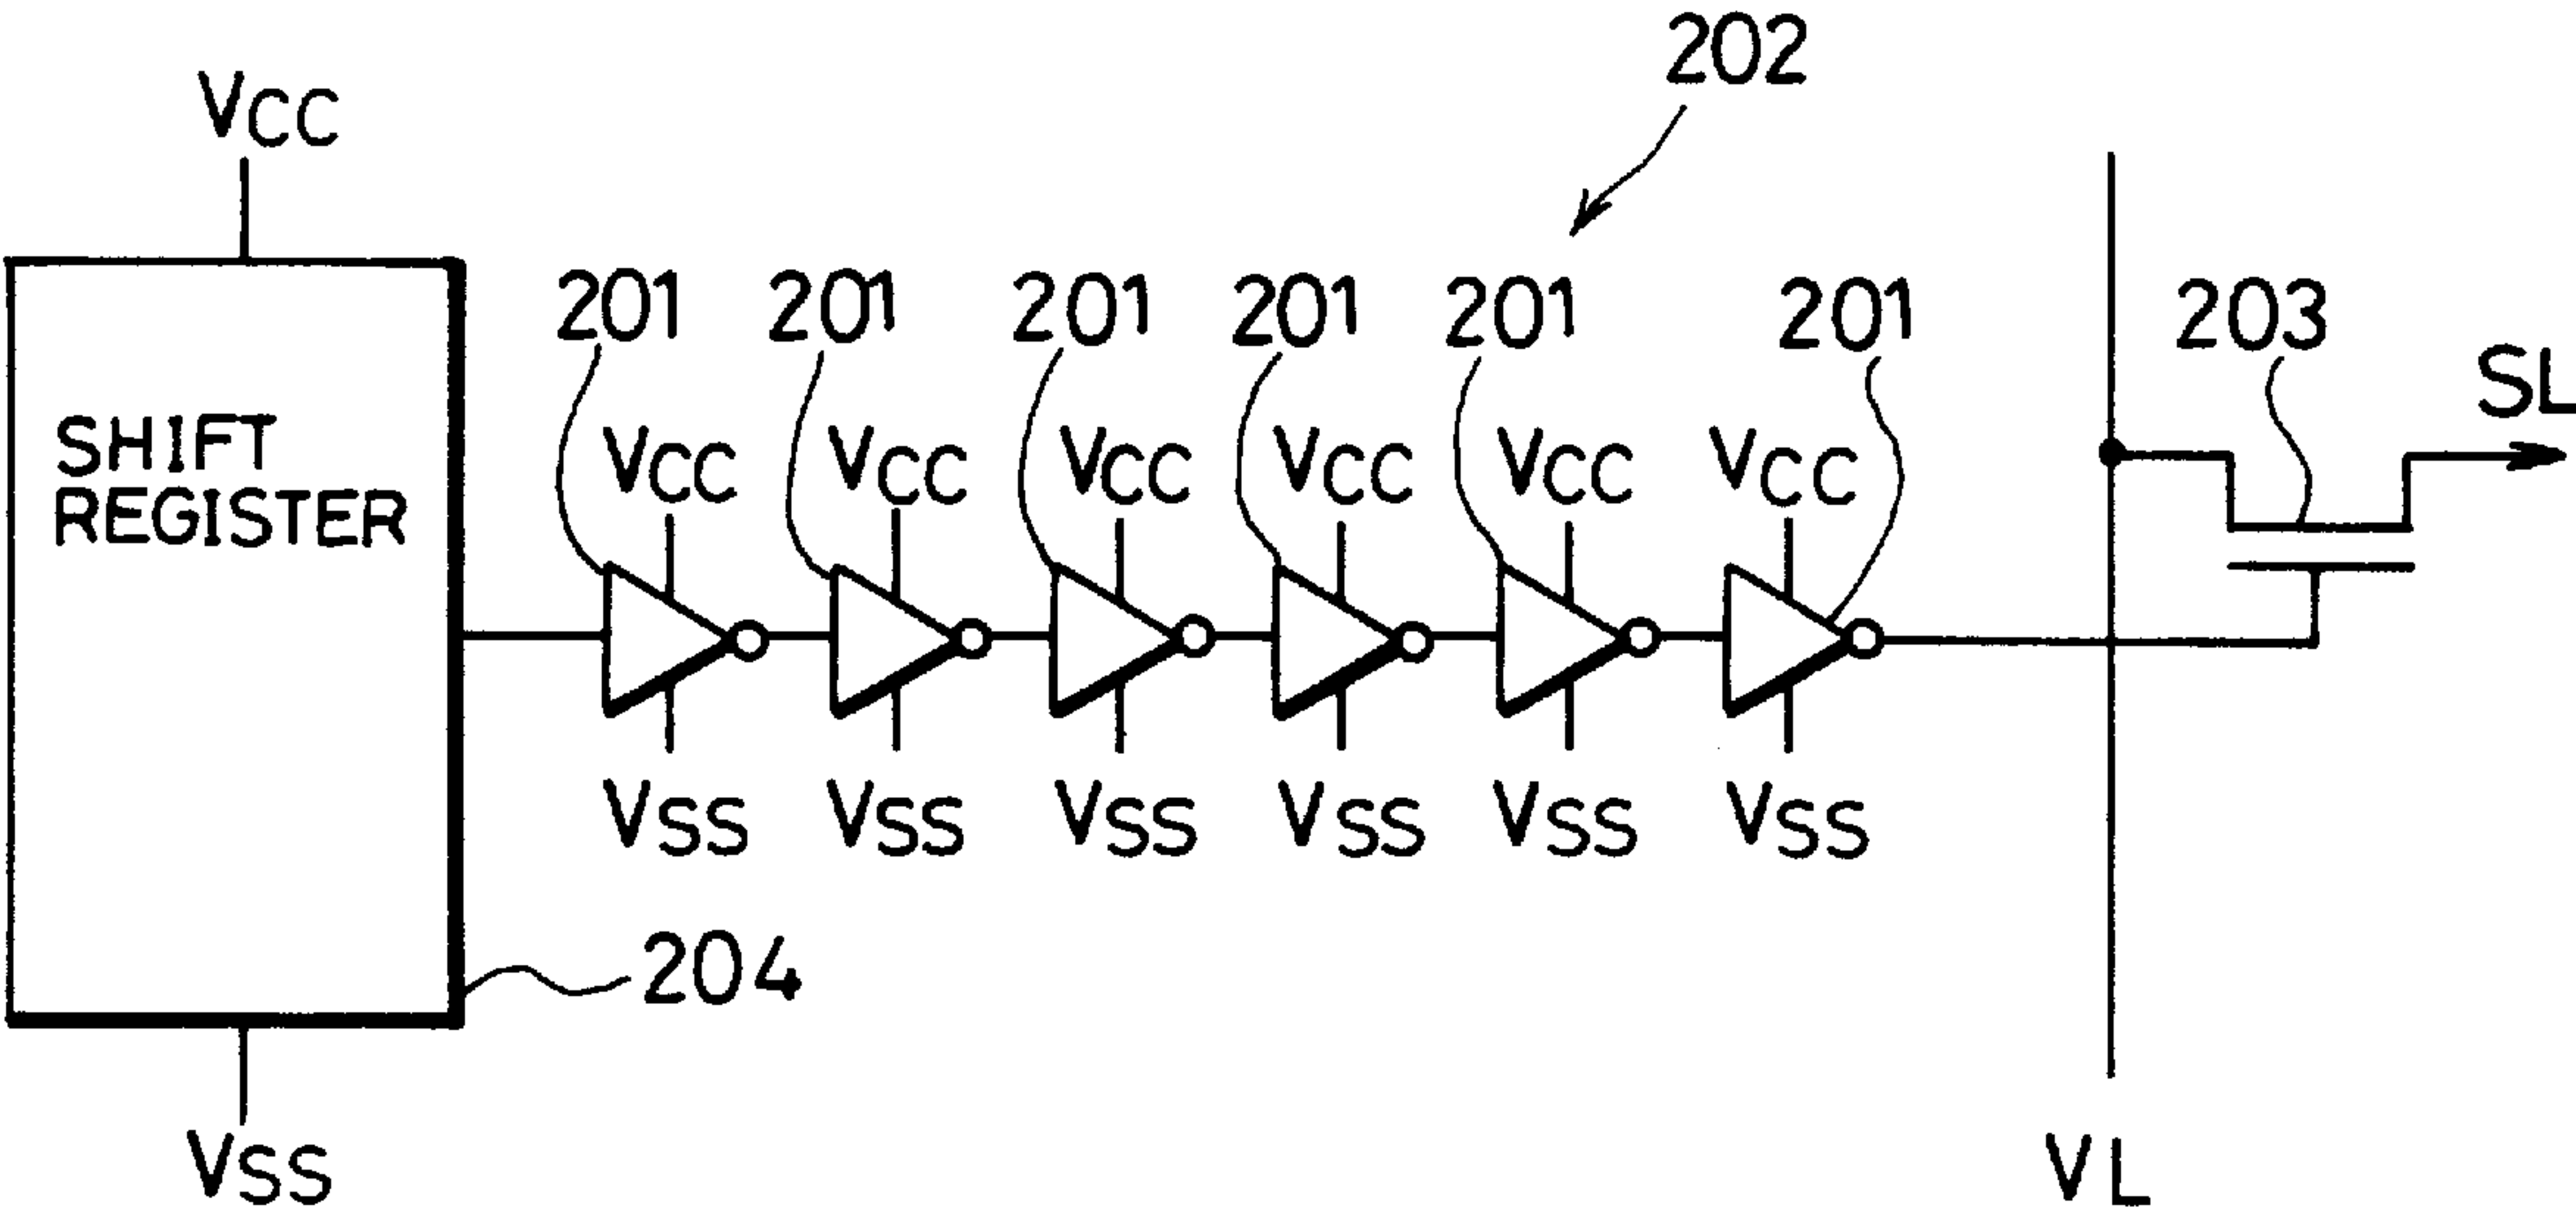 202
VCC
201 201 201 201 201 201 203
SL
SHIFT
REGISTER
VCC VCC VCC VCC VCC VCC
VSS VSS VSS VSS VSS VSS
204
VSS
VL